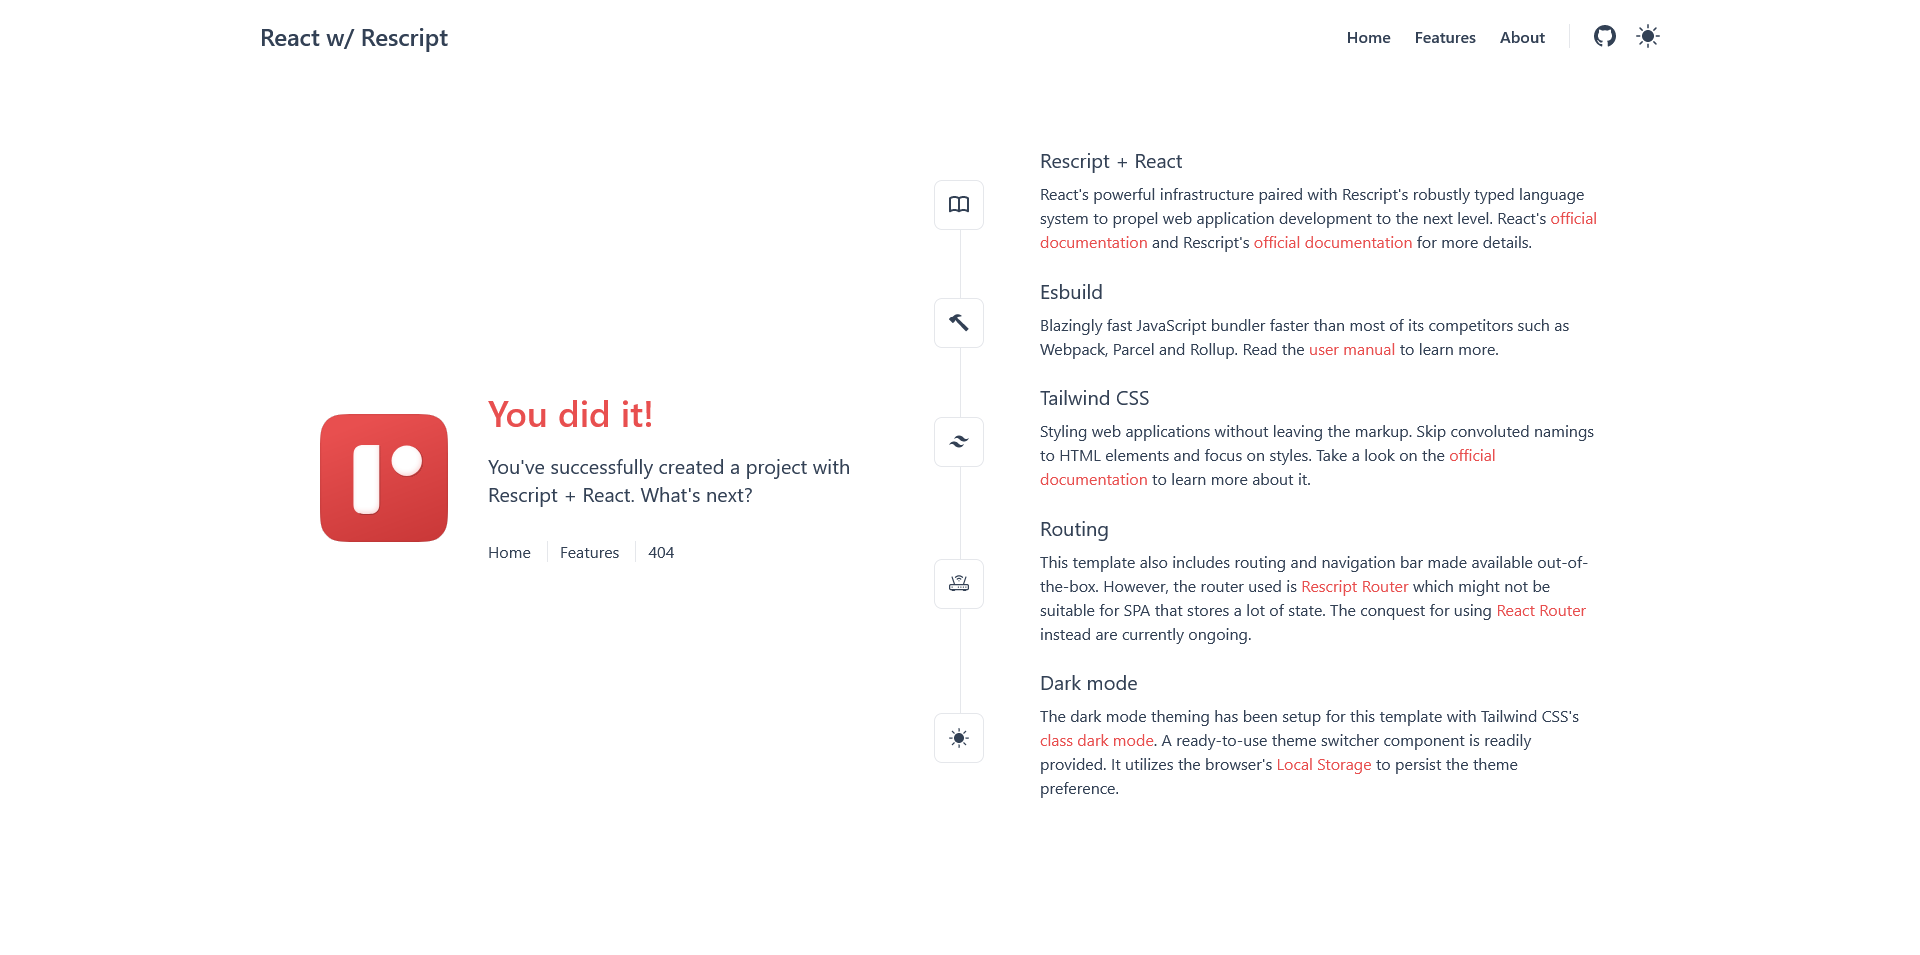 React w/ Rescript
Home
Features
About
You did it!
You've successfully created a project with
Rescript + React. What's next?
Home
Features
404
Rescript + React
React's powerful infrastructure paired with Rescript's robustly typed language
system to propel web application development to the next level. React's official
documentation and Rescript's official documentation for more details.
Esbuild
Blazingly fast JavaScript bundler faster than most of its competitors such as
Webpack, Parcel and Rollup. Read the user manual to learn more.
Tailwind CSS
Styling web applications without leaving the markup. Skip convoluted namings
to HTML elements and focus on styles. Take a look on the official
documentation to learn more about it.
Routing
This template also includes routing and navigation bar made available out-of-
the-box. However, the router used is Rescript Router which might not be
suitable for SPA that stores a lot of state. The conquest for using React Router
instead are currently ongoing.
Dark mode
The dark mode theming has been setup for this template with Tailwind CSS's
class dark mode. A ready-to-use theme switcher component is readily
provided. It utilizes the browser's Local Storage to persist the theme
preference.